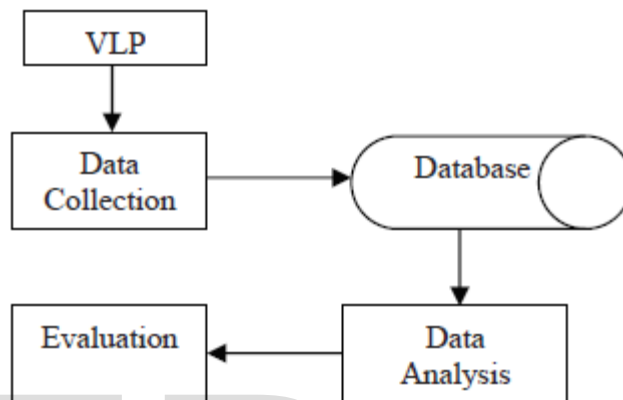 VLP
Data
Collection
Database
Data
Analysis
Evaluation